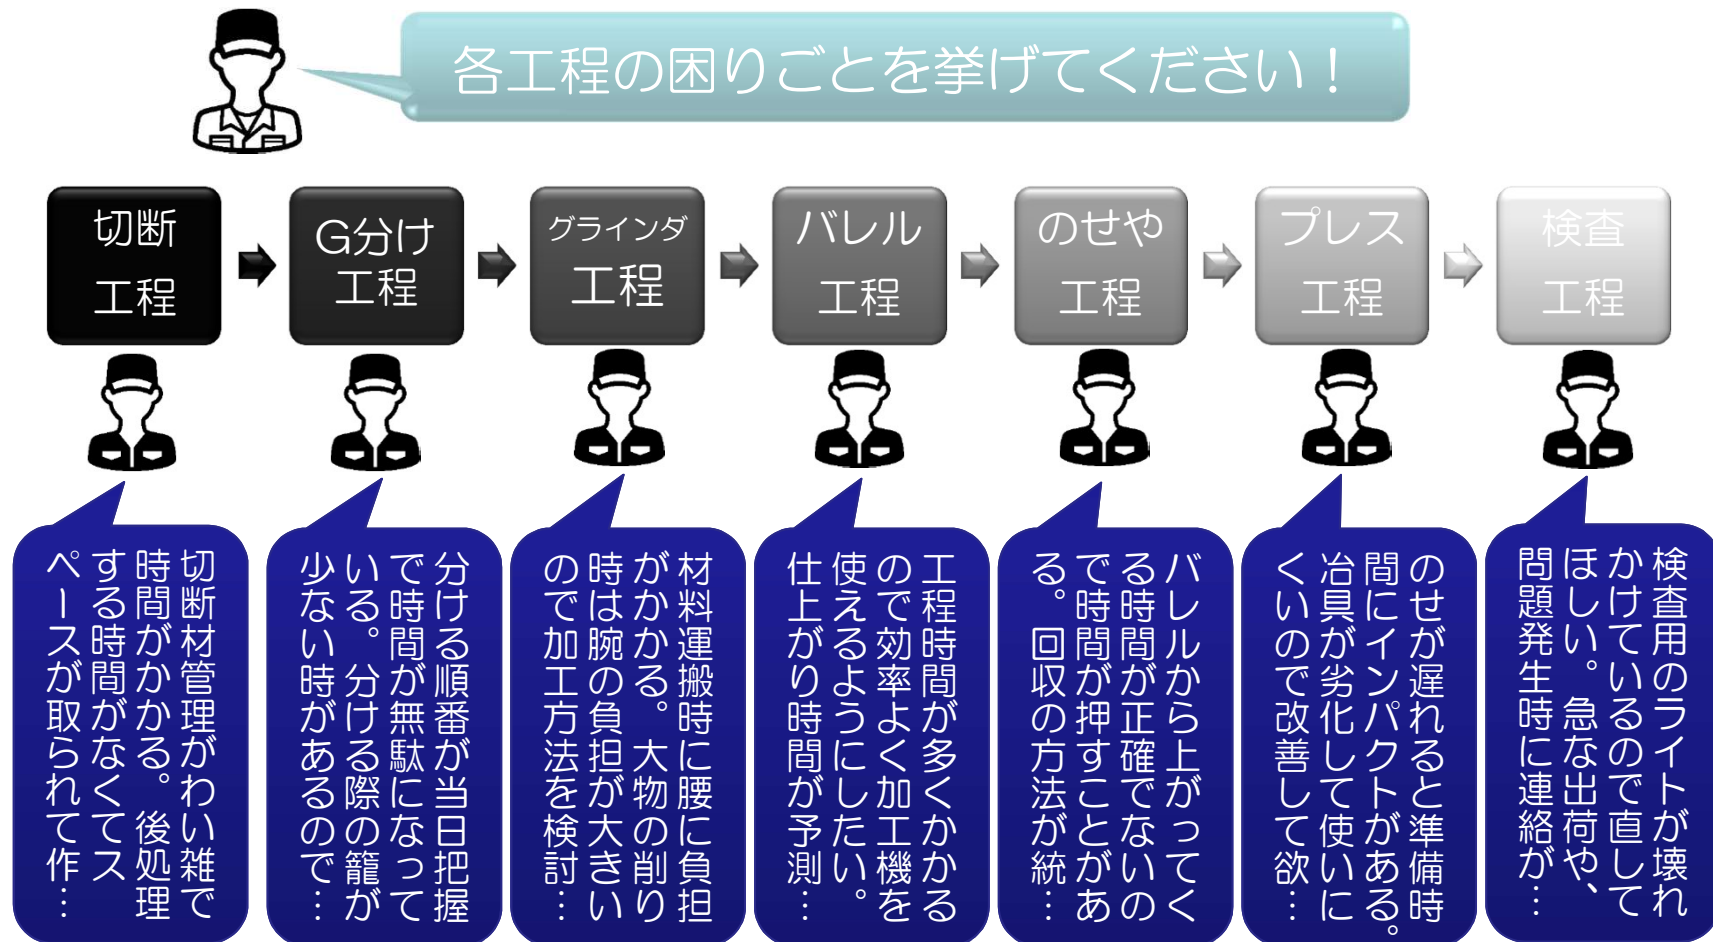 各工程の困りごとを挙げてください！
切断
工程
G分け
工程
グラインダ
工程
バレル
工程
のせや
工程
プレス
工程
検査
工程
切断材管理がわい雑で
時間がかかる。後処理
する時間がなくてス
ペースが取られて作…
分ける順番が当日把握
で時間が無駄になって
いる。分ける際の籠が
少ない時があるので…
材料運搬時に腰に負担
がかかる。大物の削り
時は腕の負担が大きい
ので加工方法を検討…
工程時間が多くかかる
ので効率よく加工機を
使えるようにしたい。
仕上がり時間が予測…
バレルから上がってく
る時間が正確でないの
で時間が押すことがあ
る。回収の方法が統…
のせが遅れると準備時
間にインパクトがある。
冶具が劣化して使いに
くいので改善して欲…
検査用のライトが壊れ
かけているので直して
ほしい。急な出荷や、
問題発生時に連絡が…